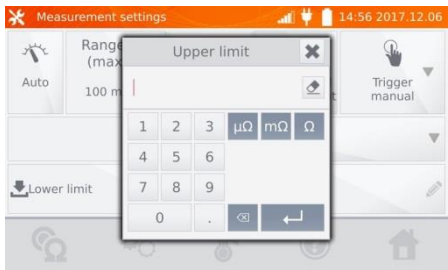 Measurement settings
14:56 2017.12.06
Range
(max
Auto
100 m
Upper limit
Trigger
manual
1 2 3 μΩ mΩ Ω
4 5 6
7 8 9
0 .
Lower limit